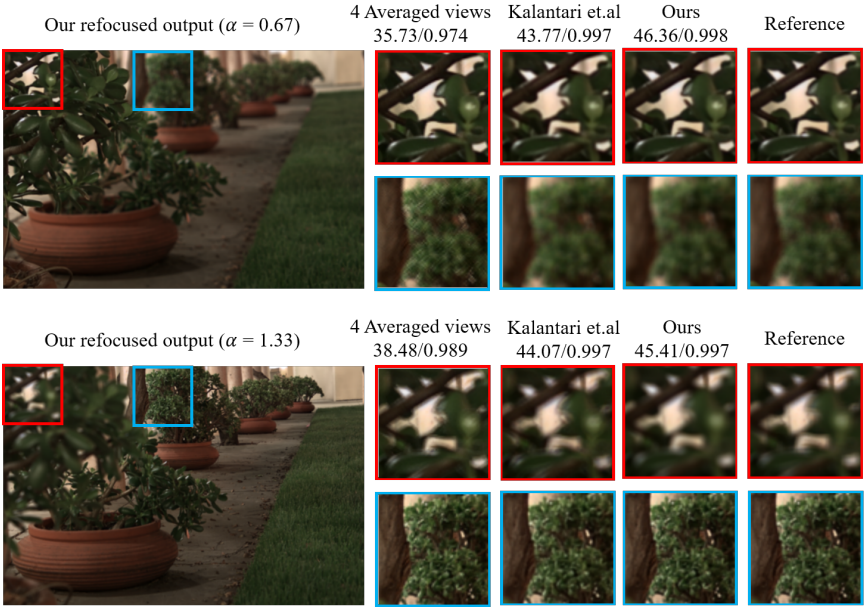 Our refocused output (α = 0.67)
4 Averaged views
35.73/0.974
Kalantari et.al
43.77/0.997
Ours
46.36/0.998
Reference
Our refocused output (α = 1.33)
4 Averaged views
38.48/0.989
Kalantari et.al
44.07/0.997
Ours
45.41/0.997
Reference